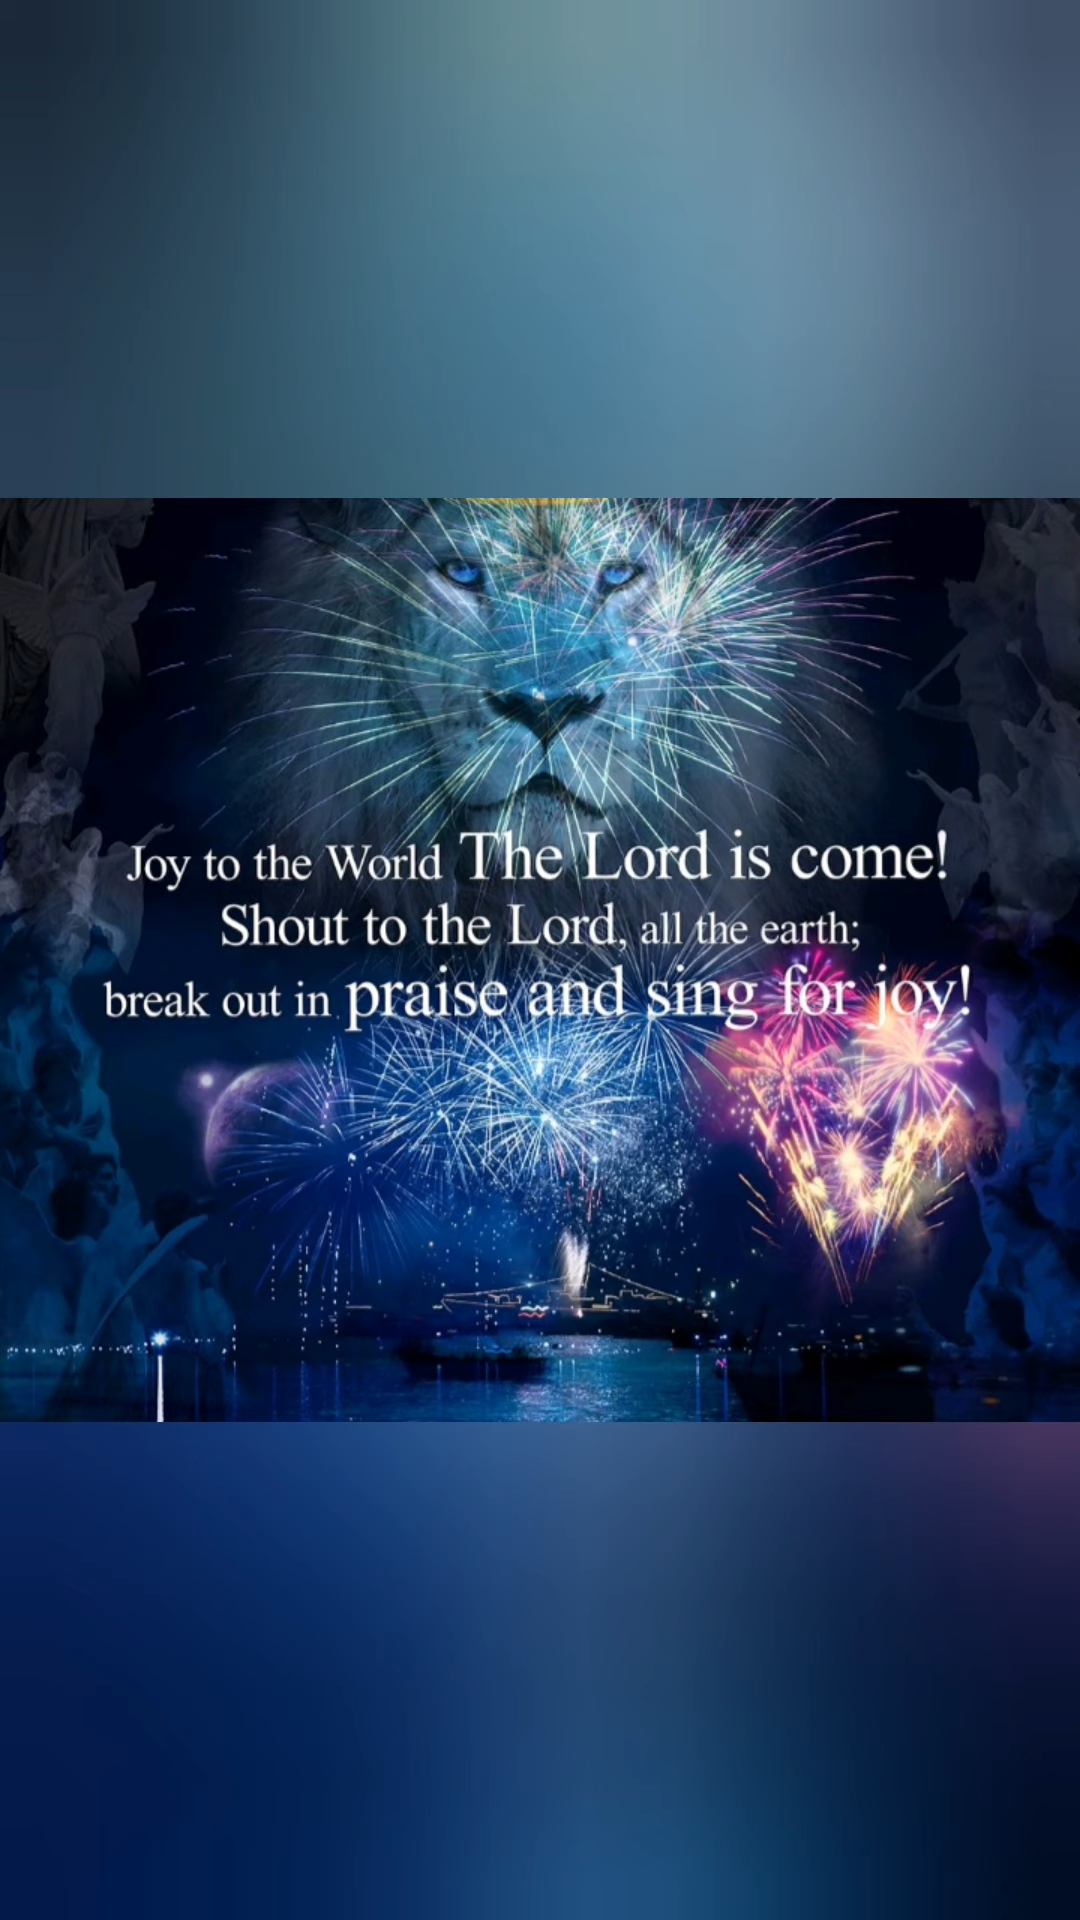 Joy to the World The Lord is come!
Shout to the Lord, all the earth;
break out in praise and sing for joy!